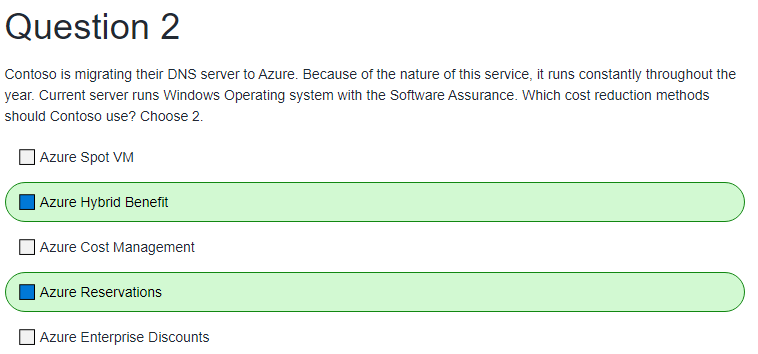 Question 2
Contoso is migrating their DNS server to Azure. Because of the nature of this service, it runs constantly throughout the
year. Current server runs Windows Operating system with the Software Assurance. Which cost reduction methods
should Contoso use? Choose 2.
Azure Spot VM
Azure Hybrid Benefit
Azure Cost Management
Azure Reservations
Azure Enterprise Discounts